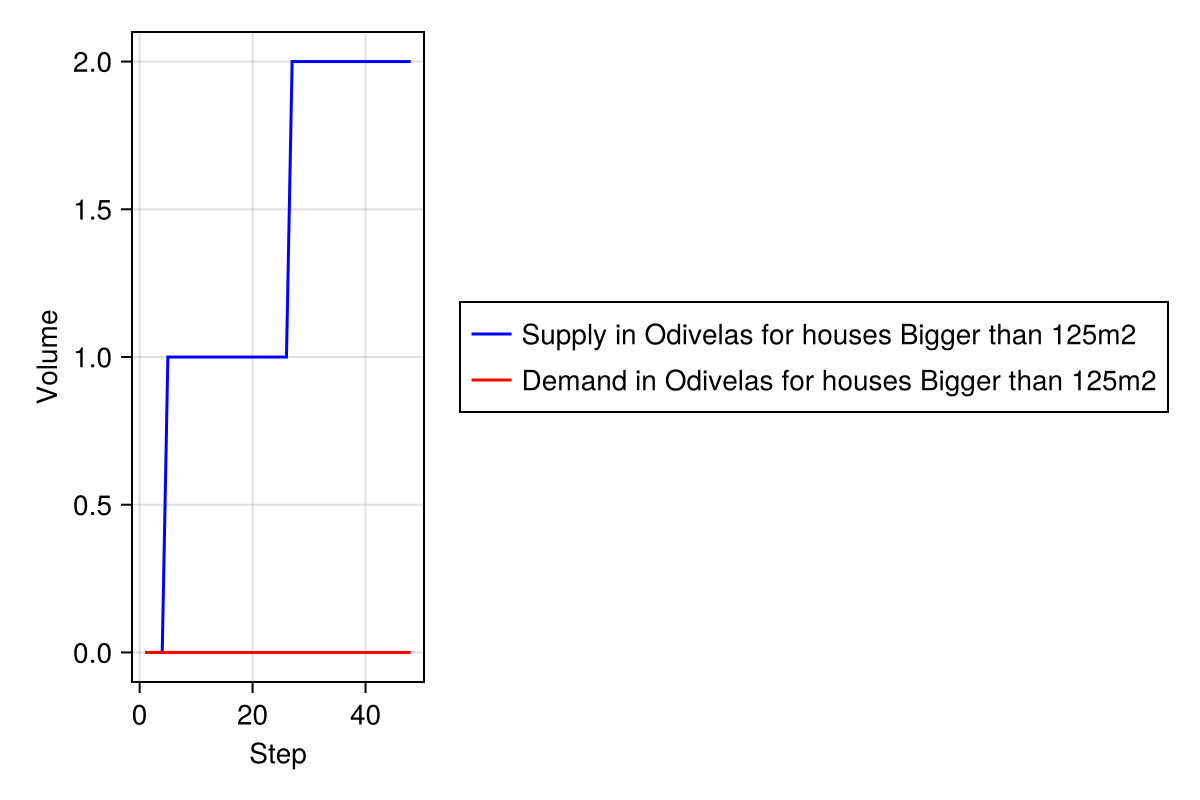 2.0
1.5
1.0
0.5
0.0
Volume
0 20 40
Step
Supply in Odivelas for houses Bigger than 125m2
Demand in Odivelas for houses Bigger than 125m2